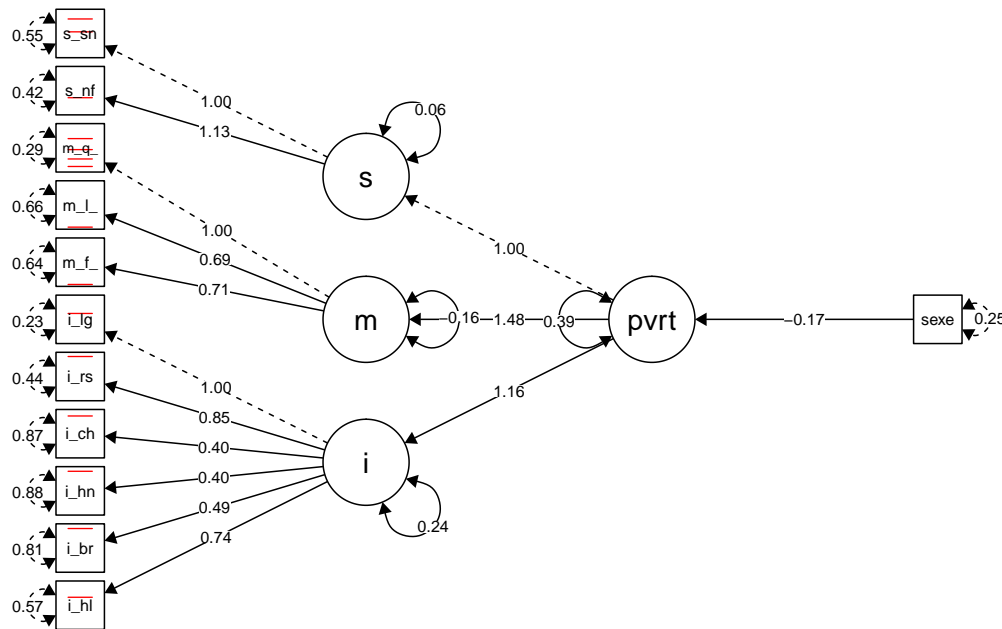 0.55 s_sn
0.42 s_nf
0.29 m_q_
0.66 m_l_
0.64 m_f_
0.23 i_lg
0.44 i_rs
0.87 i_ch
0.88 i_hn
0.81 i_br
0.57 i_hl
1.00
1.13
1.00
0.69
0.71
1.00
0.85
0.40
0.40
0.49
0.74
s 0.06
m −0.16
i 0.24
1.00
1.48
1.16
0.39 pvrt
−0.17
sexe 0.25